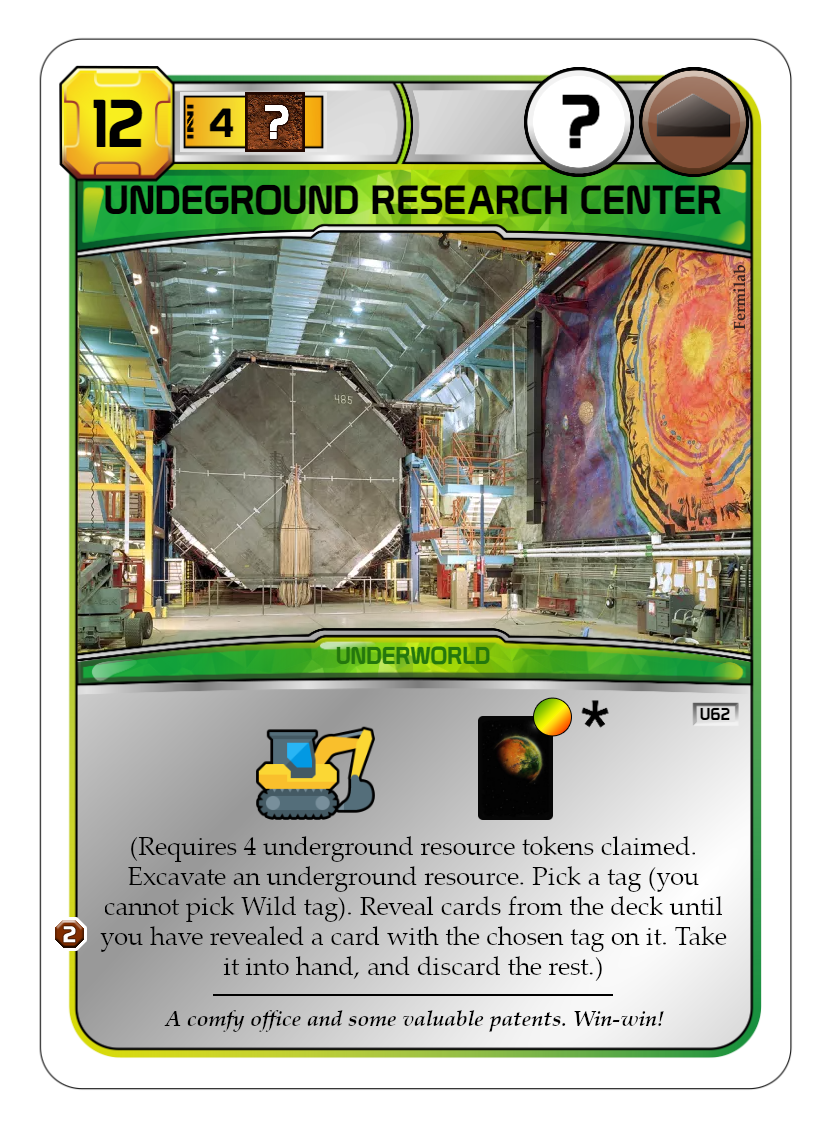 12
4 ?
?
UNDEGROUND RESEARCH CENTER
Fermilab
485
UNDERWORLD
U62
*
(Requires 4 underground resource tokens claimed.
Excavate an underground resource. Pick a tag (you
cannot pick Wild tag). Reveal cards from the deck until
2
you have revealed a card with the chosen tag on it. Take
it into hand, and discard the rest.)
A comfy office and some valuable patents. Win-win!